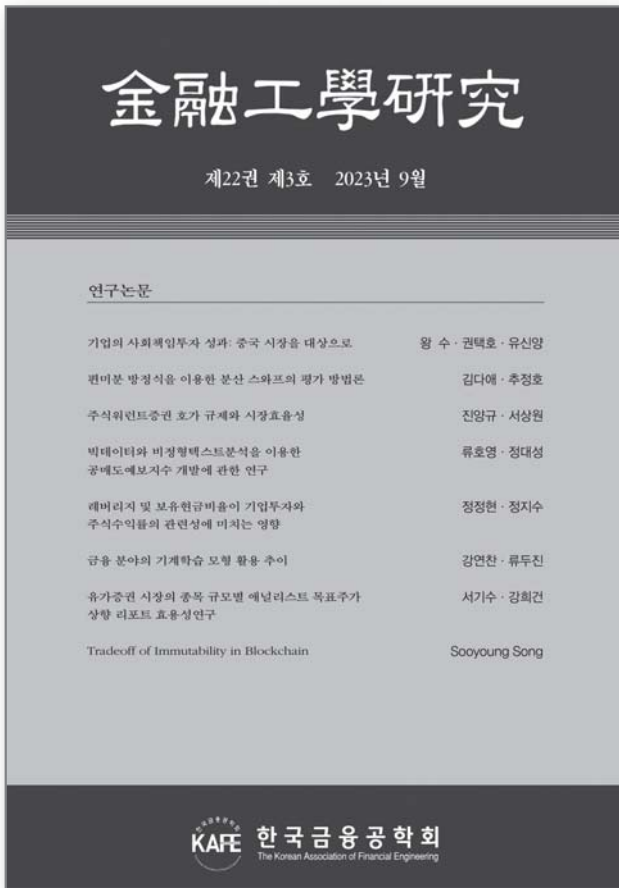 金融工學硏究
제22권 제3호 2023년 9월
연구논문
기업의 사회책임투자 성과: 중국 시장을 대상으로 왕 수 · 권택호 · 유신양
편미분 방정식을 이용한 분산 스와프의 평가 방법론 김다애 · 추정호
주식워런트증권 호가 규제와 시장효율성 진양규 · 서상원
빅데이터와 비정형텍스트분석을 이용한 류호영 · 정대성
공매도예보지수 개발에 관한 연구
레버리지 및 보유현금비율이 기업투자와 정정현 · 정지수
주식수익률의 관련성에 미치는 영향
금융 분야의 기계학습 모형 활용 추이 강연찬 · 류두진
유가증권 시장의 종목 규모별 애널리스트 목표주가 서기수 · 강희건
상향 리포트 효용성연구
Tradeoff of Immutability in Blockchain Sooyoung Song
한국금융공학회
KAFE 한국금융공학회
The Korean Association of Financial Engineering